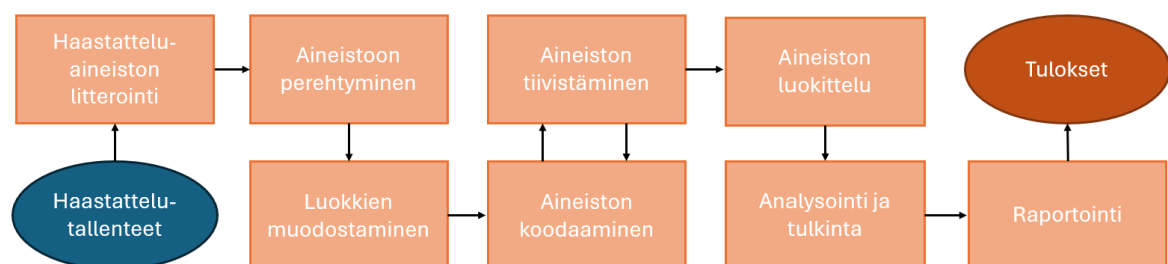 Haastattelu-
aineiston
litterointi
Aineistoon
perehtyminen
Aineiston
tiivistäminen
Aineiston
luokittelu
Tulokset
Haastattelu-
tallenteet
Luokkien
muodostaminen
Aineiston
koodaaminen
Analysointi ja
tulkinta
Raportointi